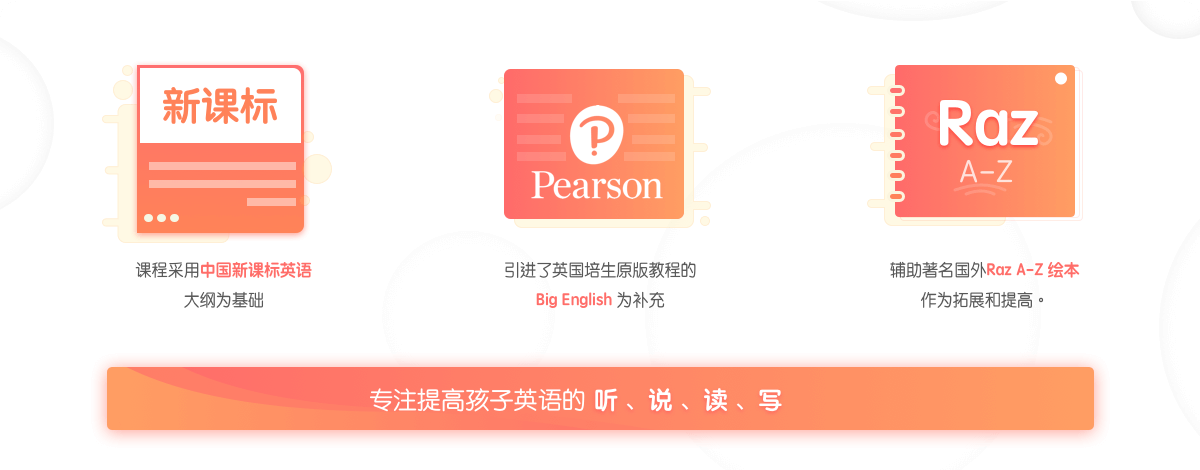 新课标
课程采用中国新课标英语
大纲为基础
Pearson
引进了英国培生原版教程的
Big English 为补充
Raz
A-Z
辅助著名国外Raz A-Z 绘本
作为拓展和提高。
专注提高孩子英语的 听、说、读、写